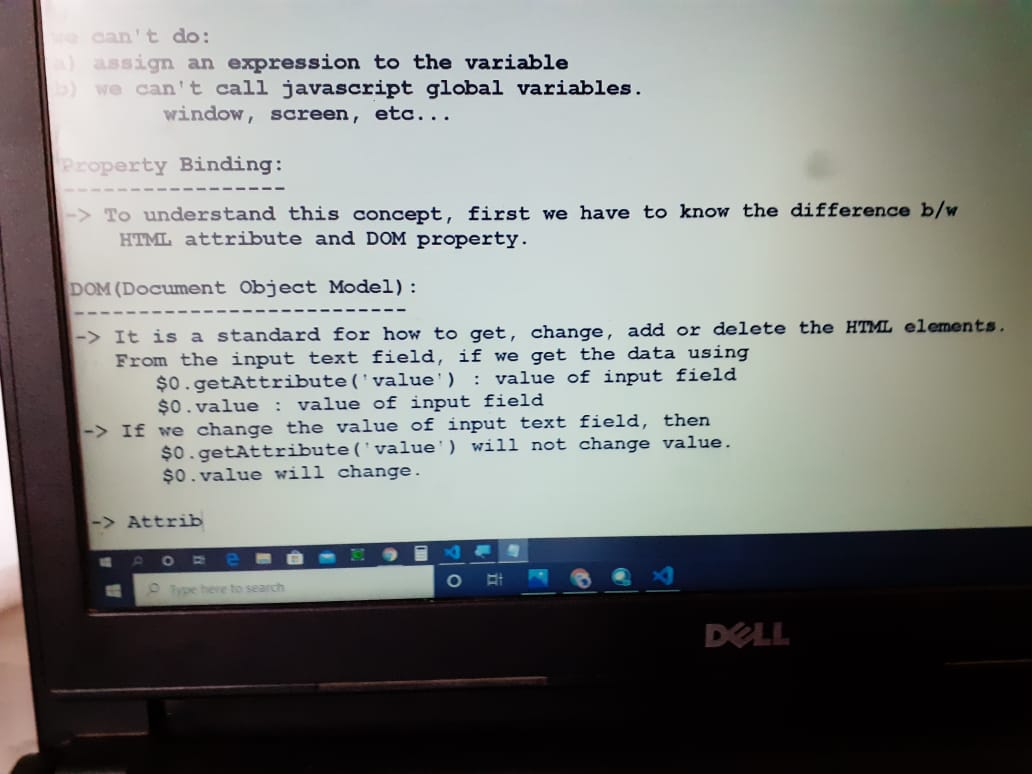 we can't do:
a) assign an expression to the variable
b) we can't call javascript global variables.
window, screen, etc...
Property Binding:
------------------
-> To understand this concept, first we have to know the difference b/w
HTML attribute and DOM property.
DOM(Document Object Model):
---------------------------
-> It is a standard for how to get, change, add or delete the HTML elements.
From the input text field, if we get the data using
$0.getAttribute('value') : value of input field
$0.value : value of input field
-> If we change the value of input text field, then
$0.getAttribute('value') will not change value.
$0.value will change.
-> Attrib
Type here to search
DELL